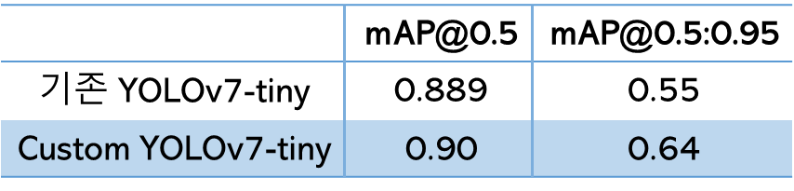 mAP@0.5 mAP@0.5:0.95
기존 YOLOv7-tiny 0.889 0.55
Custom YOLOv7-tiny 0.90 0.64